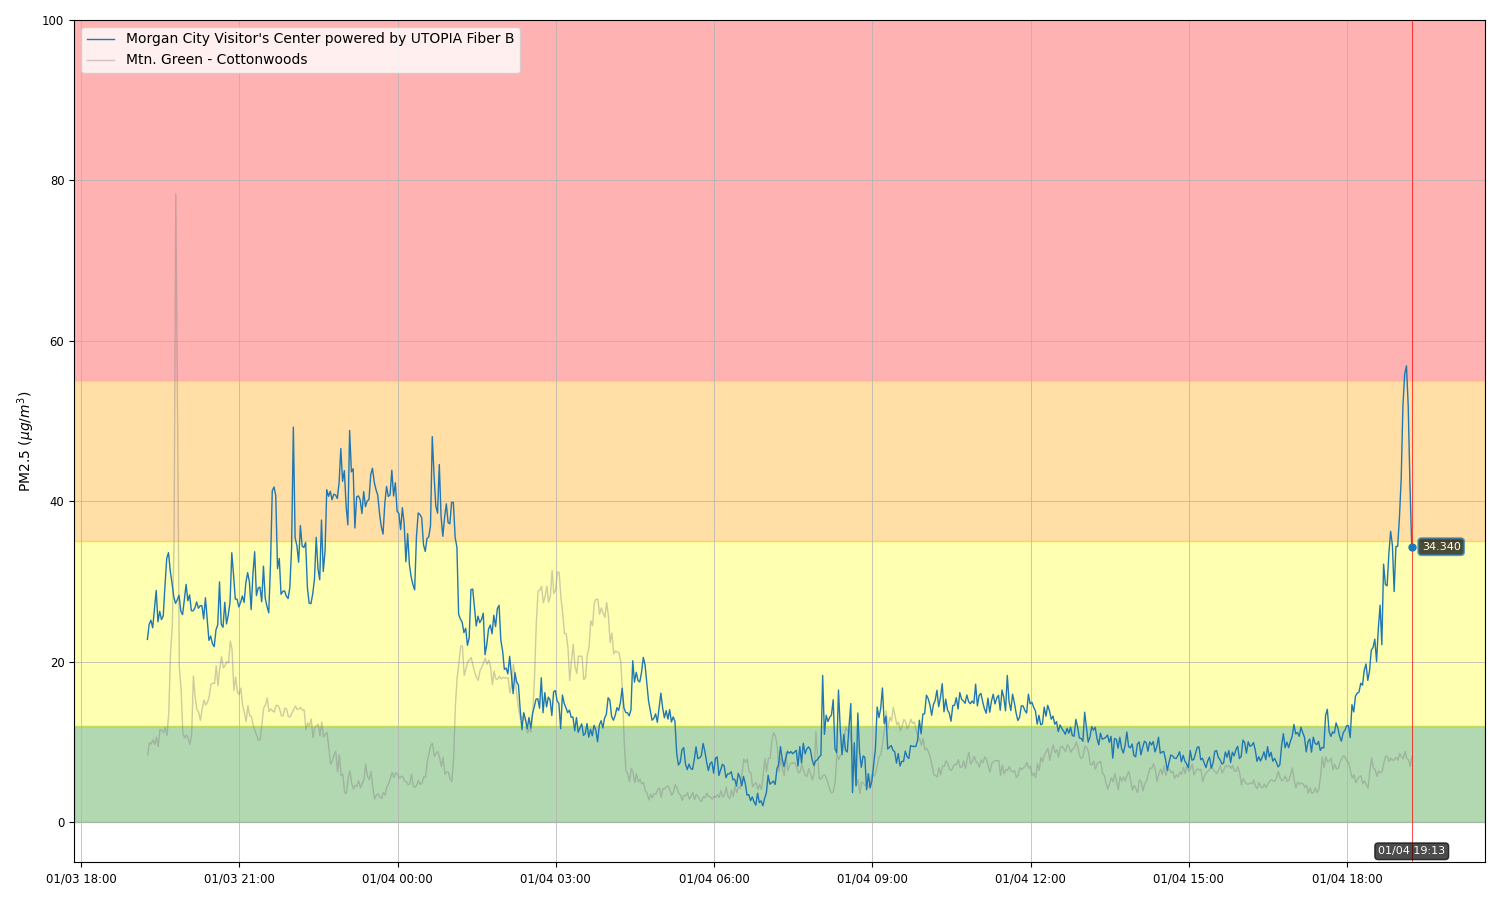 100
Morgan City Visitor's Center powered by UTOPIA Fiber B
Mtn. Green - Cottonwoods
80
60
40
20
0
PM2.5 (μg/m³)
34.340
01/04 19:13
01/03 18:00 01/03 21:00 01/04 00:00 01/04 03:00 01/04 06:00 01/04 09:00 01/04 12:00 01/04 15:00 01/04 18:00